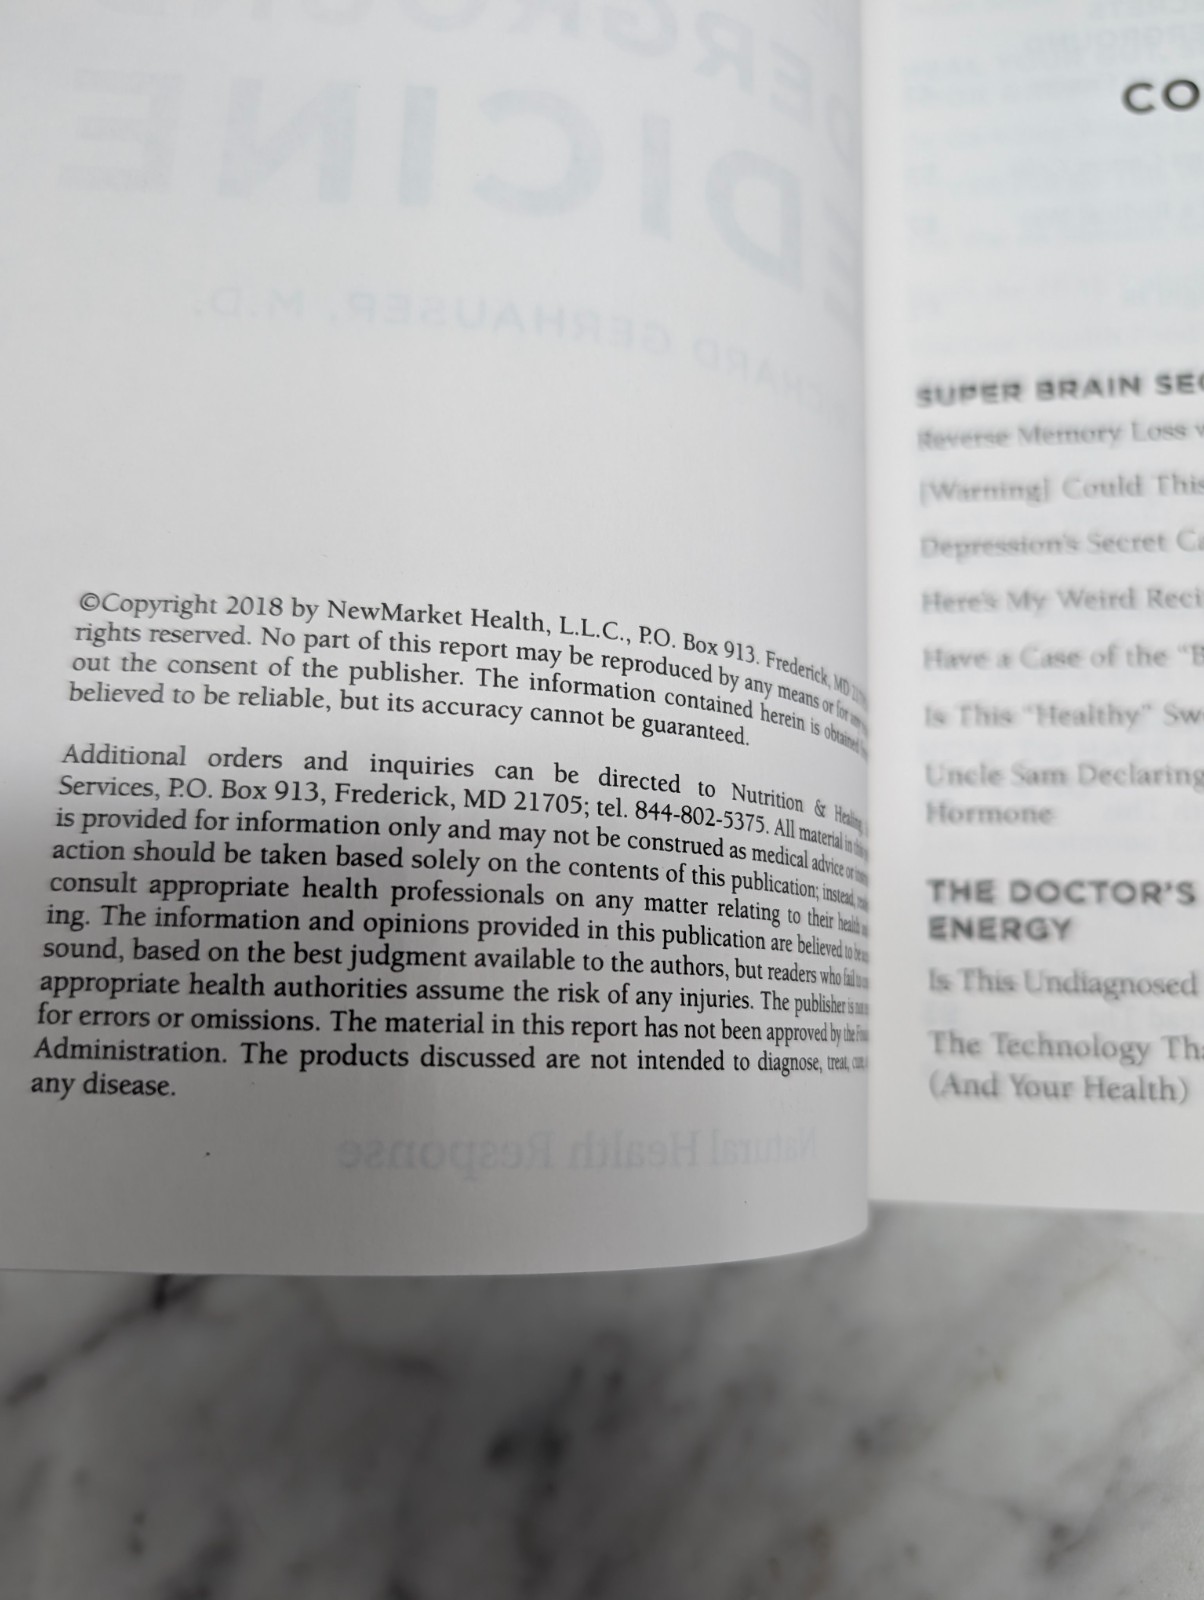 ©Copyright 2018 by NewMarket Health, L.L.C., P.O. Box 913. Frederick, MD
rights reserved. No part of this report may be reproduced by any means or for any
out the consent of the publisher. The information contained herein is obtained
believed to be reliable, but its accuracy cannot be guaranteed.
Additional orders and inquiries can be directed to Nutrition & Healing
Services, P.O. Box 913, Frederick, MD 21705; tel. 844-802-5375. All material in this
is provided for information only and may not be construed as medical advice or
action should be taken based solely on the contents of this publication; instead,
consult appropriate health professionals on any matter relating to their health
ing. The information and opinions provided in this publication are believed to be
sound, based on the best judgment available to the authors, but readers who fail to
appropriate health authorities assume the risk of any injuries. The publisher is not
for errors or omissions. The material in this report has not been approved by the
Administration. The products discussed are not intended to diagnose, treat, cure,
any disease.
CO
SUPER BRAIN SEC
Reverse Memory Loss
[Warning] Could This
Depression's Secret Ca
Here's My Weird Reci
Have a Case of the "B
Is This "Healthy" Sw
Uncle Sam Declaring
Hormone
THE DOCTOR'S
ENERGY
Is This Undiagnosed
The Technology Tha
(And Your Health)